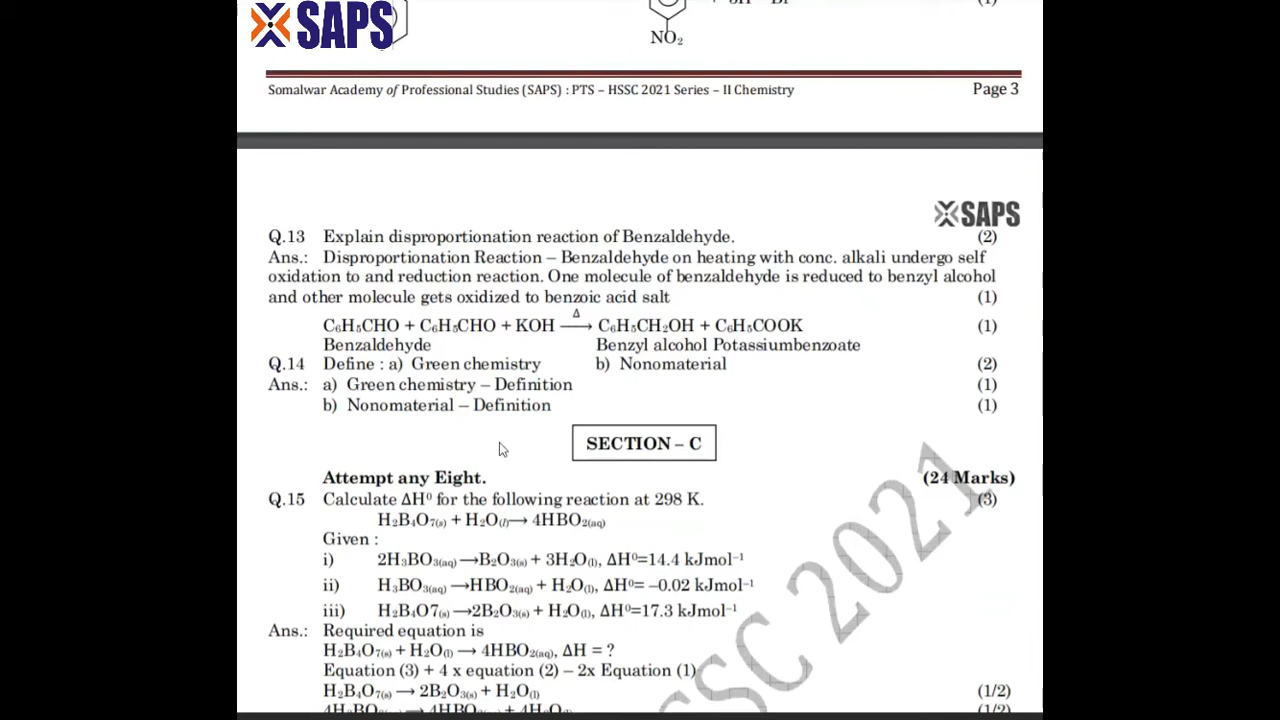 SAPS
NO₂
Somalwar Academy of Professional Studies (SAPS) : PTS – HSSC 2021 Series – II Chemistry Page 3
SAPS
Q.13 Explain disproportionation reaction of Benzaldehyde. (2)
Ans.: Disproportionation Reaction – Benzaldehyde on heating with conc. alkali undergo self
oxidation to and reduction reaction. One molecule of benzaldehyde is reduced to benzyl alcohol
and other molecule gets oxidized to benzoic acid salt (1)
Δ
C₆H₅CHO + C₆H₅CHO + KOH ⟶ C₆H₅CH₂OH + C₆H₅COOK (1)
Benzaldehyde Benzyl alcohol Potassiumbenzoate
Q.14 Define : a) Green chemistry b) Nonomaterial (2)
Ans.: a) Green chemistry – Definition (1)
b) Nonomaterial – Definition (1)
SECTION – C
Attempt any Eight. (24 Marks)
Q.15 Calculate ΔH⁰ for the following reaction at 298 K. (3)
H₂B₄O₇₍ₛ₎ + H₂O₍l₎⟶ 4HBO₂₍aq₎
Given :
i) 2H₃BO₃₍aq₎ ⟶B₂O₃₍ₛ₎ + 3H₂O₍l₎, ΔH⁰=14.4 kJmol⁻¹
ii) H₃BO₃₍aq₎ ⟶HBO₂₍aq₎ + H₂O₍l₎, ΔH⁰= –0.02 kJmol⁻¹
iii) H₂B₄O7₍ₛ₎ ⟶2B₂O₃₍ₛ₎ + H₂O₍l₎, ΔH⁰=17.3 kJmol⁻¹
Ans.: Required equation is
H₂B₄O₇₍ₛ₎ + H₂O₍l₎ ⟶ 4HBO₂₍aq₎, ΔH = ?
Equation (3) + 4 x equation (2) – 2x Equation (1)
H₂B₄O₇₍ₛ₎ ⟶ 2B₂O₃₍ₛ₎ + H₂O₍l₎ (1/2)
(1/2)
SSC 2021